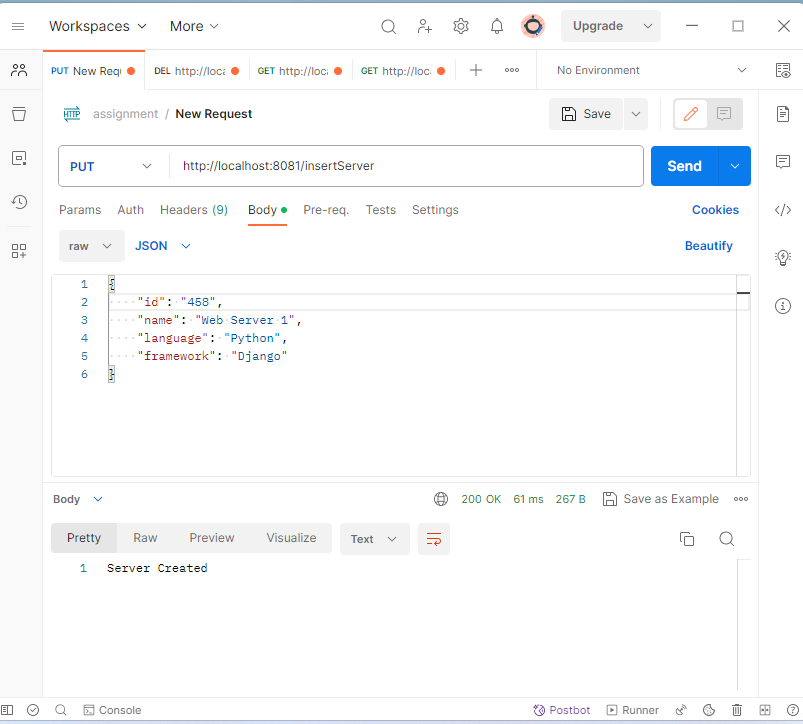 Workspaces More Upgrade
PUT New Requ DEL http://loca GET http://loca GET http://loca No Environment
HTTP assignment / New Request Save
PUT http://localhost:8081/insertServer Send
Params Auth Headers (9) Body Pre-req. Tests Settings Cookies
raw JSON Beautify
1 {
2 "id": "458",
3 "name": "Web Server 1",
4 "language": "Python",
5 "framework": "Django"
6 }
Body 200 OK 61 ms 267 B Save as Example
Pretty Raw Preview Visualize Text
1 Server Created
Console Postbot Runner